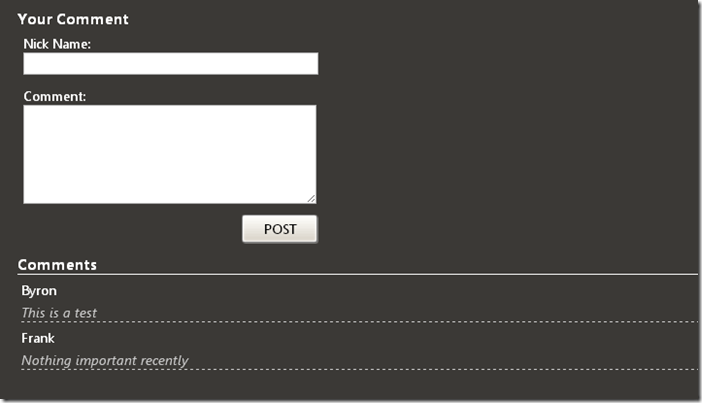 Your Comment
Nick Name:
Comment:
POST
Comments
Byron
This is a test
Frank
Nothing important recently